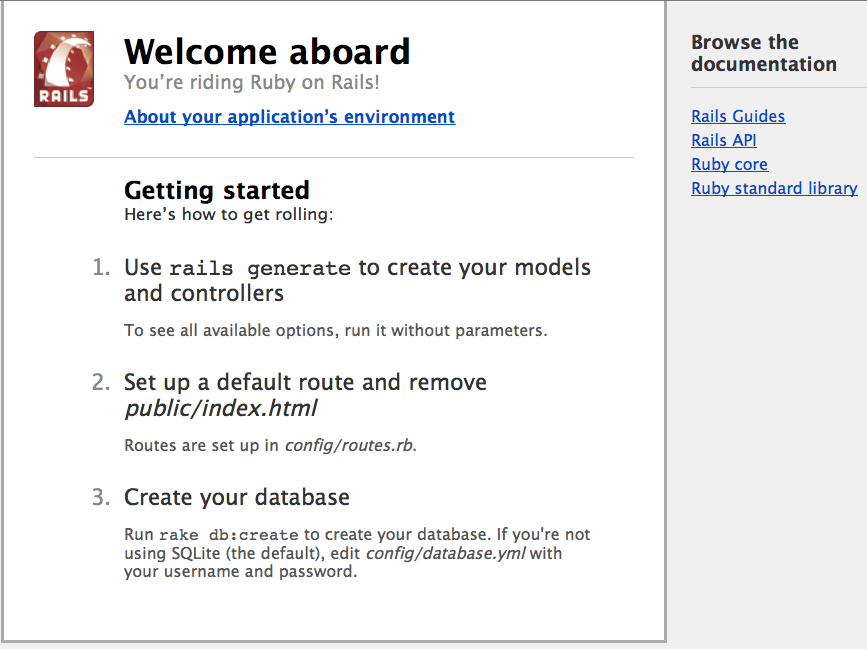 RAILS
Welcome aboard
You’re riding Ruby on Rails!
About your application’s environment
Getting started
Here’s how to get rolling:
1. Use rails generate to create your models
and controllers
To see all available options, run it without parameters.
2. Set up a default route and remove
public/index.html
Routes are set up in config/routes.rb.
3. Create your database
Run rake db:create to create your database. If you're not
using SQLite (the default), edit config/database.yml with
your username and password.
Browse the
documentation
Rails Guides
Rails API
Ruby core
Ruby standard library